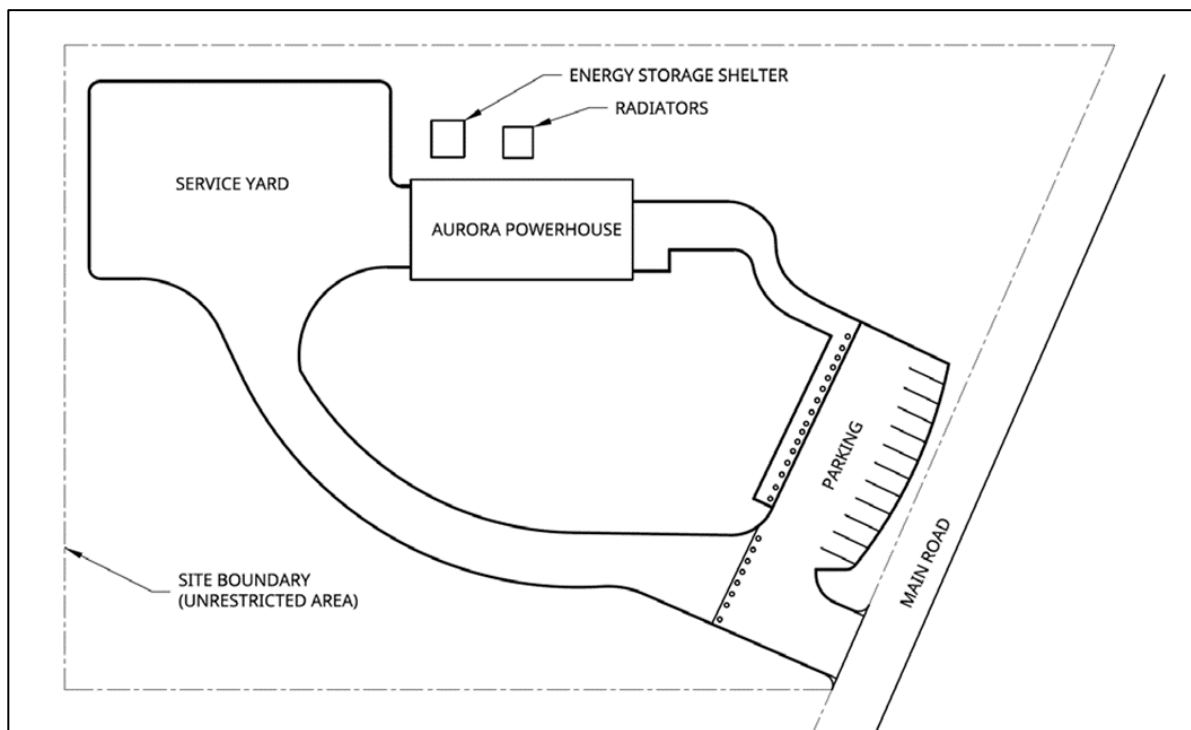 ENERGY STORAGE SHELTER
RADIATORS
SERVICE YARD
AURORA POWERHOUSE
PARKING
MAIN ROAD
SITE BOUNDARY
(UNRESTRICTED AREA)